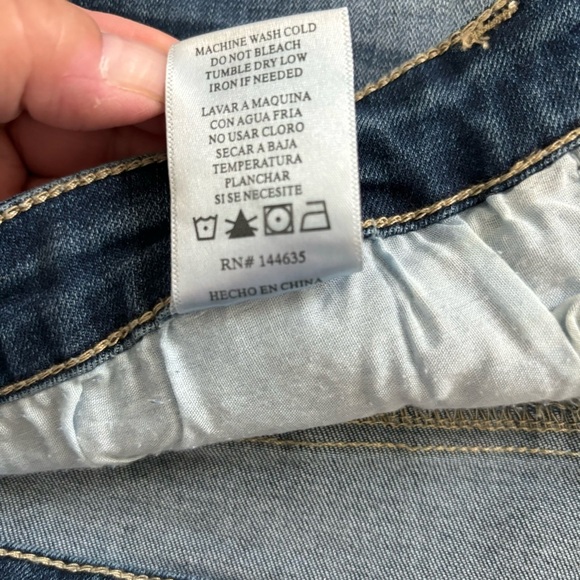 MACHINE WASH COLD
DO NOT BLEACH
TUMBLE DRY LOW
IRON IF NEEDED
LAVAR A MAQUINA
CON AGUA FRIA
NO USAR CLORO
SECAR A BAJA
TEMPERATURA
PLANCHAR
SI SE NECESITE
RN# 144635
HECHO EN CHINA